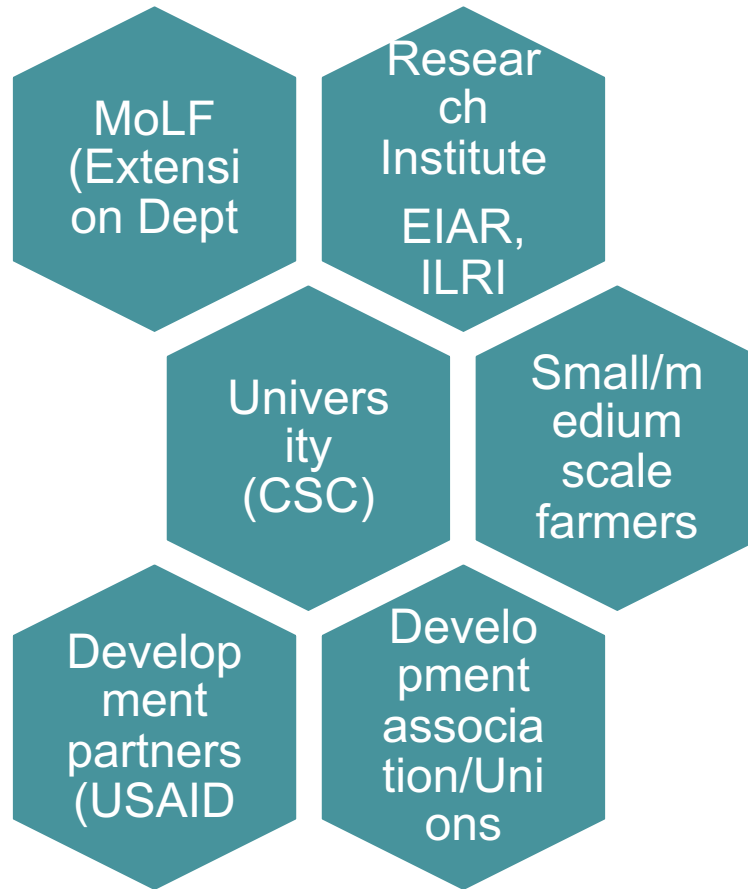 MoLF
(Extensi
on Dept
Resear
ch
Institute
EIAR,
ILRI
Univers
ity
(CSC)
Small/m
edium
scale
farmers
Develop
ment
partners
(USAID
Develo
pment
associa
tion/Uni
ons